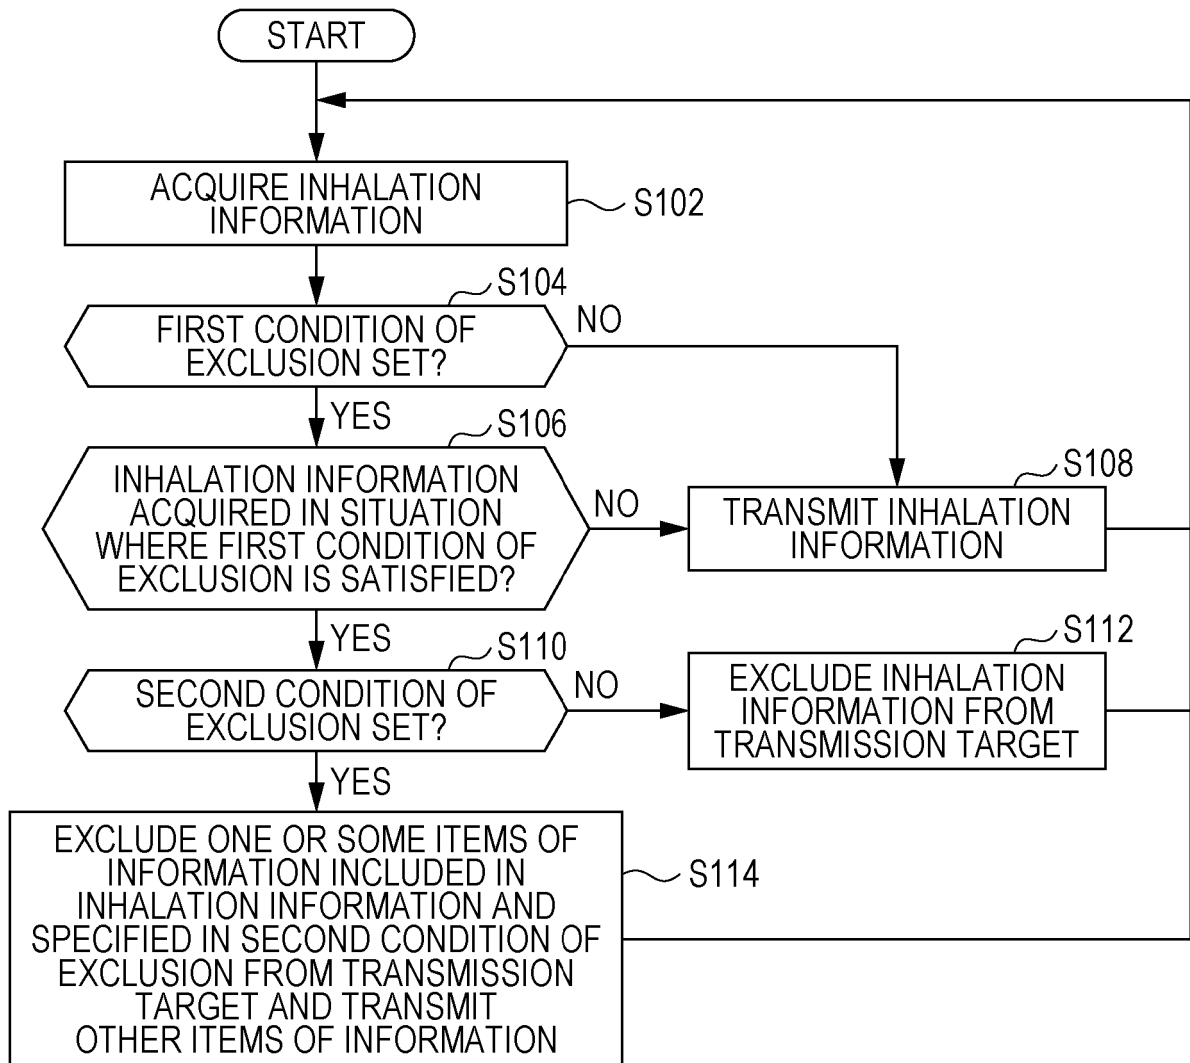 START
ACQUIRE INHALATION
INFORMATION
S102
S104
FIRST CONDITION OF
EXCLUSION SET?
NO
YES
S106
INHALATION INFORMATION
ACQUIRED IN SITUATION
WHERE FIRST CONDITION OF
EXCLUSION IS SATISFIED?
NO
S108
TRANSMIT INHALATION
INFORMATION
YES
S110
SECOND CONDITION OF
EXCLUSION SET?
NO
S112
EXCLUDE INHALATION
INFORMATION FROM
TRANSMISSION TARGET
YES
EXCLUDE ONE OR SOME ITEMS OF
INFORMATION INCLUDED IN
INHALATION INFORMATION AND
SPECIFIED IN SECOND CONDITION OF
EXCLUSION FROM TRANSMISSION
TARGET AND TRANSMIT
OTHER ITEMS OF INFORMATION
S114